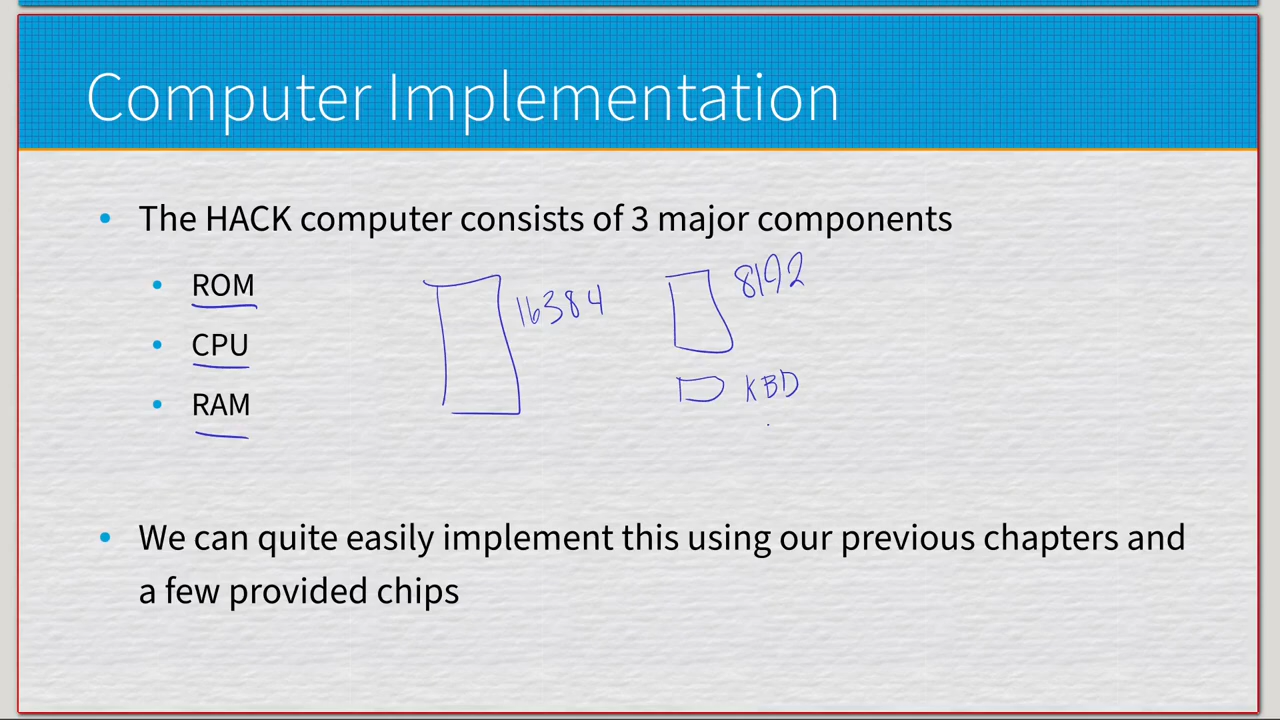 Computer Implementation
• The HACK computer consists of 3 major components
• ROM
16384
8192
• CPU
KBD
• RAM
• We can quite easily implement this using our previous chapters and
a few provided chips